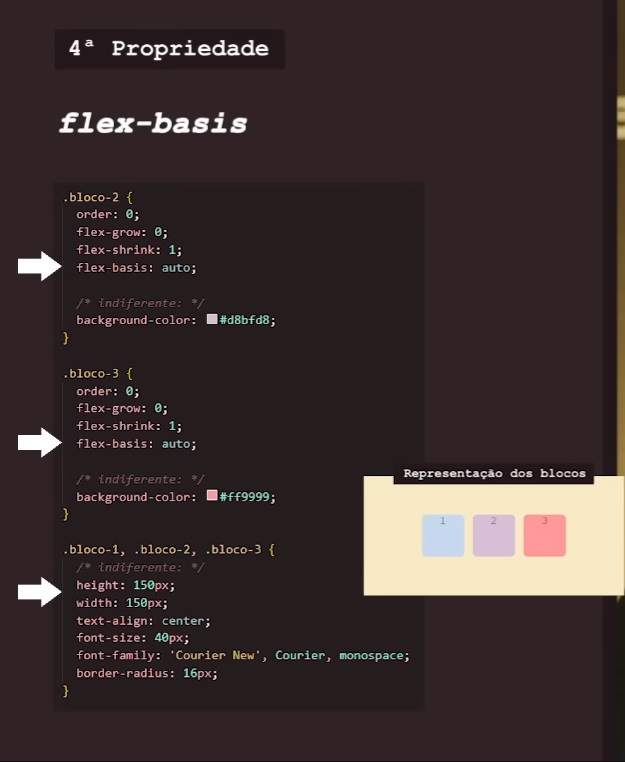 4ª Propriedade
flex-basis
.bloco-2 {
order: 0;
flex-grow: 0;
flex-shrink: 1;
flex-basis: auto;
/* indiferente: */
background-color: #d8bfd8;
}
.bloco-3 {
order: 0;
flex-grow: 0;
flex-shrink: 1;
flex-basis: auto;
/* indiferente: */
background-color: #ff9999;
}
.bloco-1, .bloco-2, .bloco-3 {
/* indiferente: */
height: 150px;
width: 150px;
text-align: center;
font-size: 40px;
font-family: 'Courier New', Courier, monospace;
border-radius: 16px;
}
Representação dos blocos
1 2 3